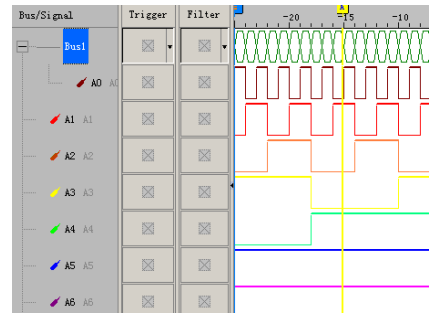 Bus/Signal Trigger Filter -20 -15 -10
A
Bus1
A0 A0
A1 A1
A2 A2
A3 A3
A4 A4
A5 A5
A6 A6